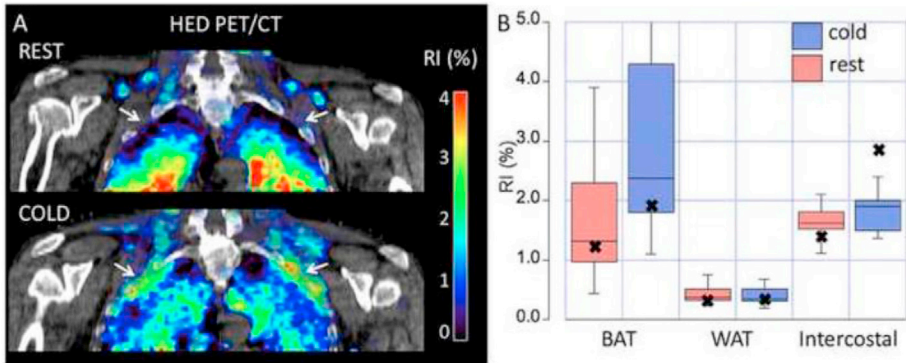 A
HED PET/CT
REST
RI (%)
4
3
2
1
0
COLD
B
cold
rest
RI (%)
5.0
4.0
3.0
2.0
1.0
0.0
BAT
WAT
Intercostal